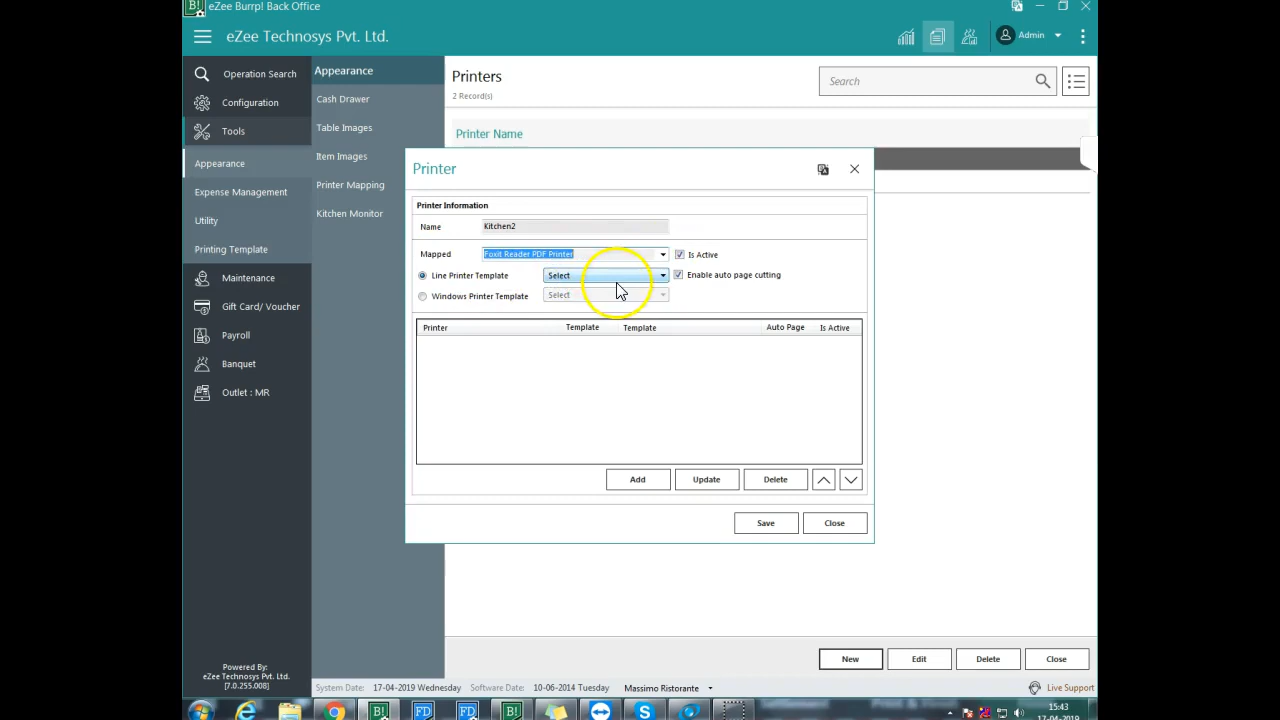 B!
eZee Burrp! Back Office
eZee Technosys Pvt. Ltd.
Admin
Operation Search
Configuration
Tools
Appearance
Expense Management
Utility
Printing Template
Maintenance
Gift Card/ Voucher
Payroll
Banquet
Outlet : MR
Powered By:
eZee Technosys Pvt. Ltd.
[7.0.255.008]
Appearance
Cash Drawer
Table Images
Item Images
Printer Mapping
Kitchen Monitor
Printers
2 Record(s)
Search
Printer Name
Printer
Printer Information
Name Kitchen2
Mapped Foxit Reader PDF Printer Is Active
Line Printer Template Select Enable auto page cutting
Windows Printer Template Select
Printer Template Template Auto Page Is Active
Add Update Delete
Save Close
New Edit Delete Close
System Date: 17-04-2019 Wednesday Software Date: 10-06-2014 Tuesday Massimo Ristorante Live Support
B! FD FD B! S
15:43
17-04-2019